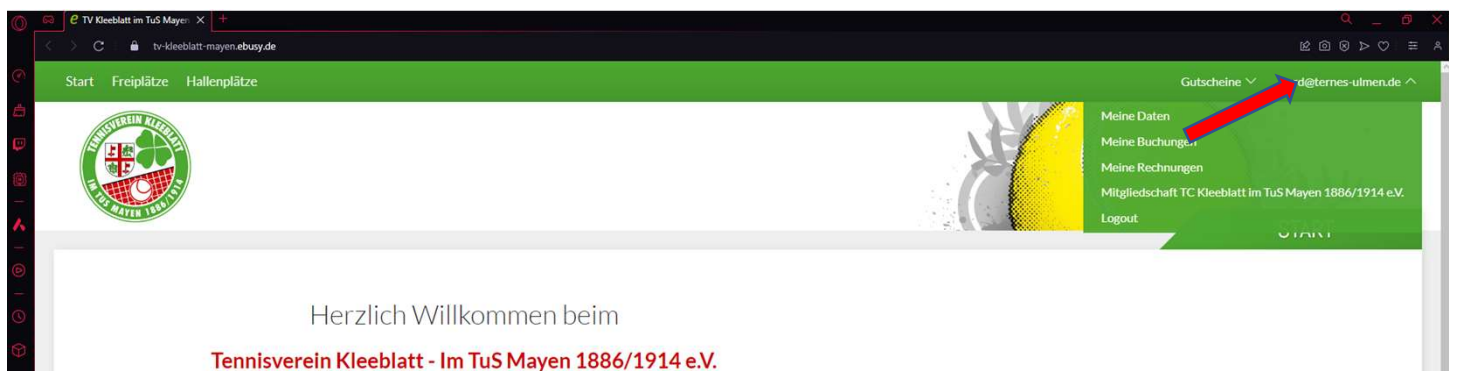 TV Kleeblatt im TuS Mayen
tv-kleeblatt-mayen.ebusy.de
Start Freiplätze Hallenplätze Gutscheine rd@ternes-ulmen.de
TENNISVEREIN KLEEBLATT
IM TUS MAYEN 1886/1914
Meine Daten
Meine Buchungen
Meine Rechnungen
Mitgliedschaft TC Kleeblatt im TuS Mayen 1886/1914 e.V.
Logout
START
Herzlich Willkommen beim
Tennisverein Kleeblatt - Im TuS Mayen 1886/1914 e.V.